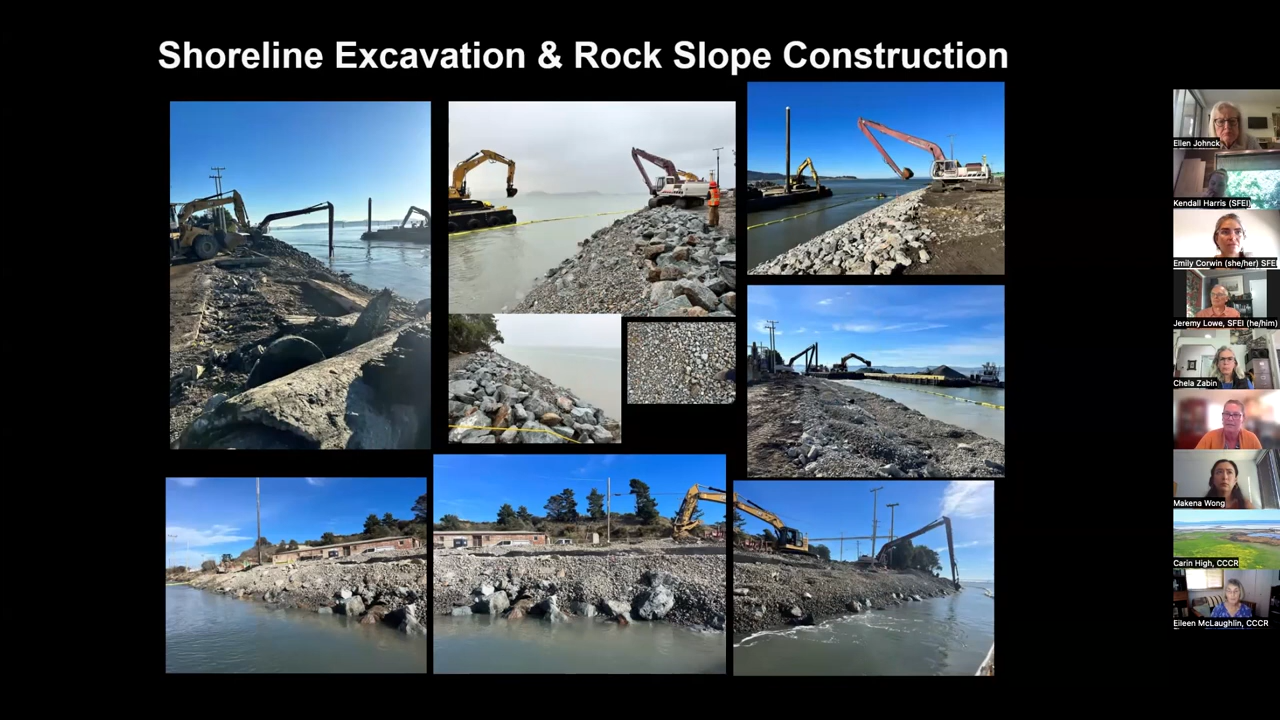 Shoreline Excavation & Rock Slope Construction
Ellen Johnck
Kendall Harris (SFEI)
Emily Corwin (she/her) SFE
Jeremy Lowe, SFEI (he/him)
Chela Zabin
Makena Wong
Carin High, CCCR
Eileen McLaughlin, CCCR